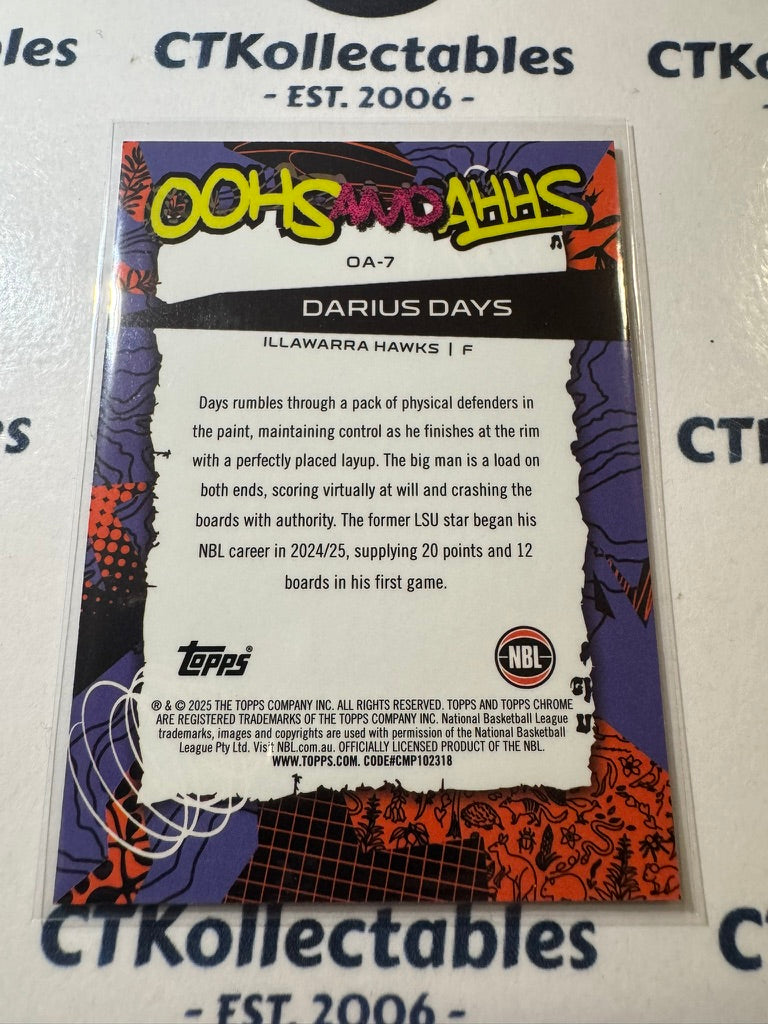 les CTKollectables CTKo
- EST. 2006 -
OOHS AND AHHS
OA-7
DARIUS DAYS
ILLAWARRA HAWKS | F
Days rumbles through a pack of physical defenders in
the paint, maintaining control as he finishes at the rim
with a perfectly placed layup. The big man is a load on
both ends, scoring virtually at will and crashing the
boards with authority. The former LSU star began his
NBL career in 2024/25, supplying 20 points and 12
boards in his first game.
s CT
topps®
NBL
® & © 2025 THE TOPPS COMPANY INC. ALL RIGHTS RESERVED. TOPPS AND TOPPS CHROME
ARE REGISTERED TRADEMARKS OF THE TOPPS COMPANY INC. National Basketball League
trademarks, images and copyrights are used with permission of the National Basketball
League Pty Ltd. Visit NBL.com.au. OFFICIALLY LICENSED PRODUCT OF THE NBL.
WWW.TOPPS.COM. CODE#CMP102318
CTKollectables C
- EST. 2006 -